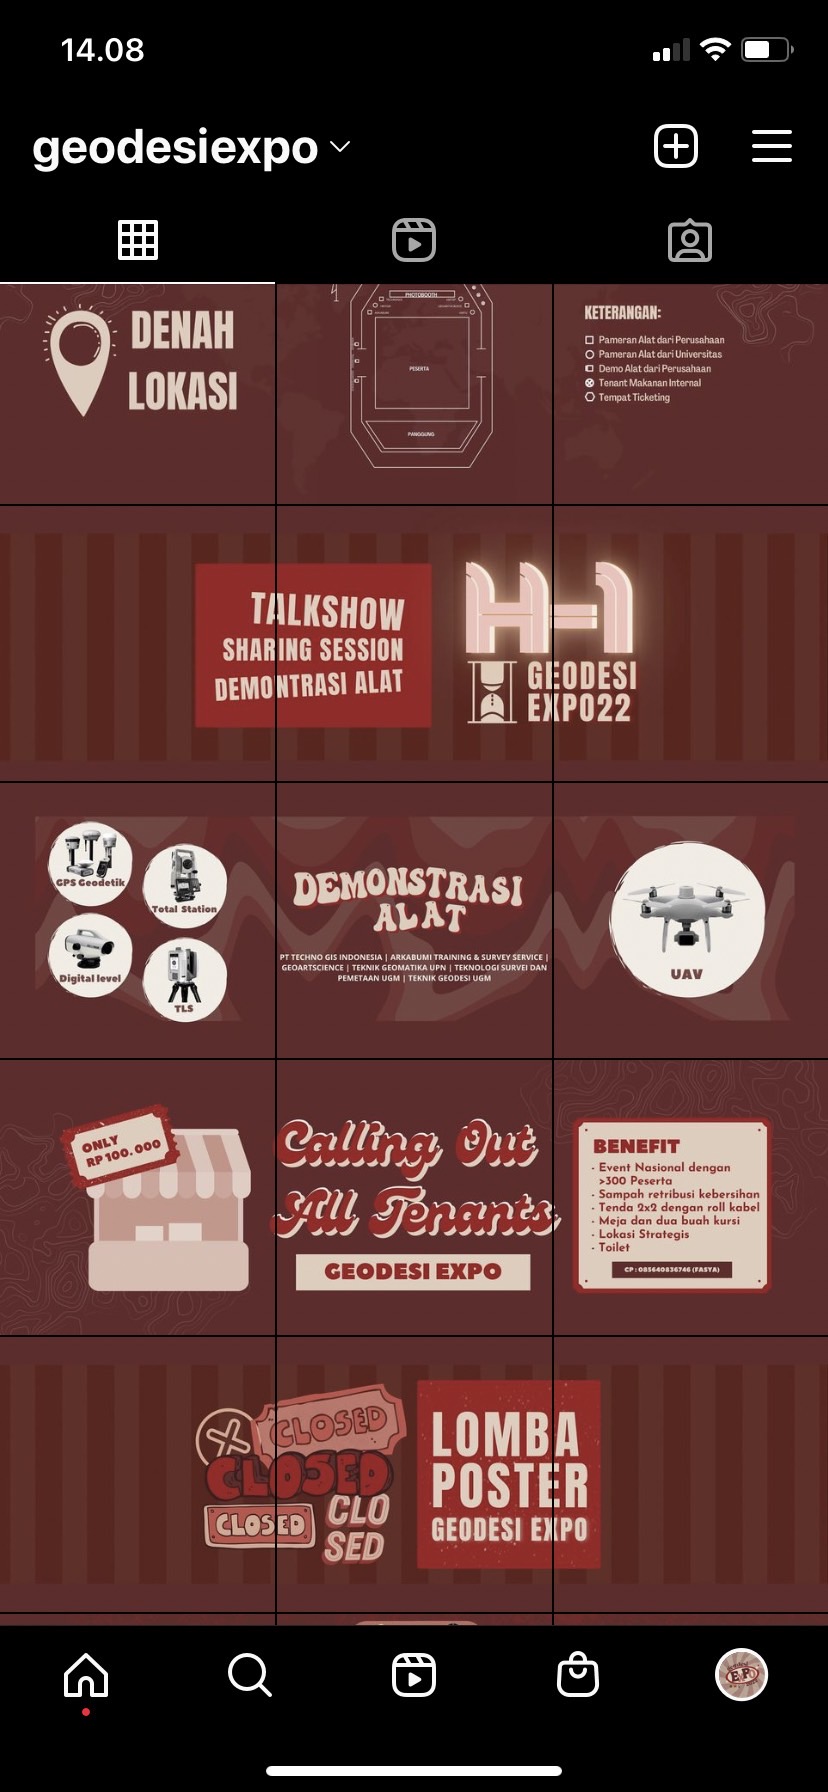 14.08
geodesiexpo
DENAH
LOKASI
PHOTOBOOTH
PESERTA
PANGGUNG
KETERANGAN:
Pameran Alat dari Perusahaan
Pameran Alat dari Universitas
Demo Alat dari Perusahaan
Tenant Makanan Internal
Tempat Ticketing
TALKSHOW
SHARING SESSION
DEMONTRASI ALAT
H-1
GEODESI
EXPO22
GPS Geodetik
Total Station
Digital level
TLS
DEMONSTRASI
ALAT
PT TECHNO GIS INDONESIA | ARKABUMI TRAINING & SURVEY SERVICE |
GEOARTSCIENCE | TEKNIK GEOMATIKA UPN | TEKNOLOGI SURVEI DAN
PEMETAAN UGM | TEKNIK GEODESI UGM
UAV
ONLY
RP 100.000
Calling Out
All Tenants
GEODESI EXPO
BENEFIT
- Event Nasional dengan
>300 Peserta
- Sampah retribusi kebersihan
- Tenda 2x2 dengan roll kabel
- Meja dan dua buah kursi
- Lokasi Strategis
- Toilet
CP : 085640836746 (FASYA)
CLOSED
CLOSED
CLOSED
CLO
SED
LOMBA
POSTER
GEODESI EXPO
EXPO